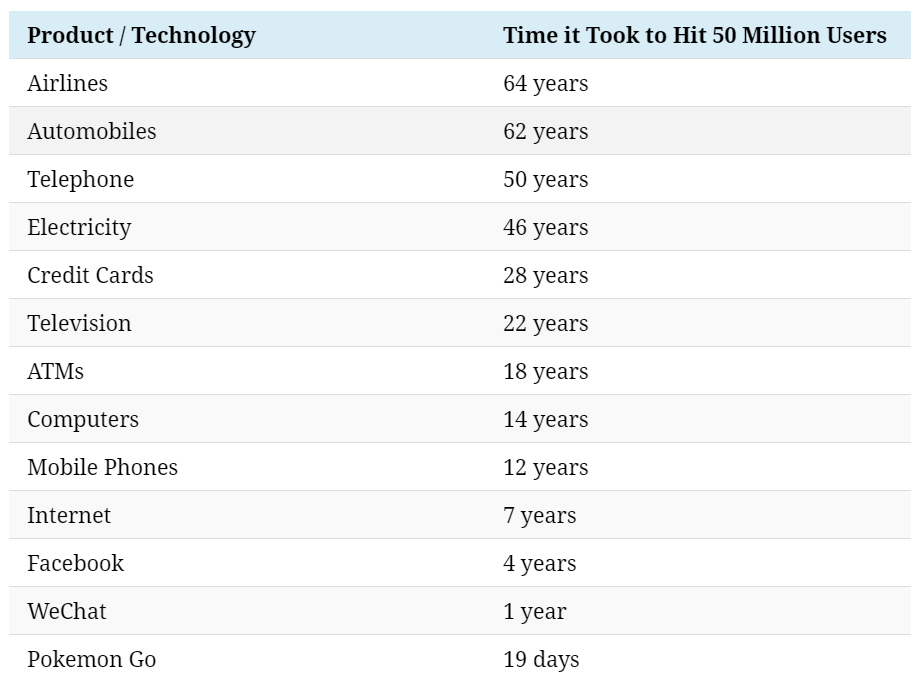 Product / Technology Time it Took to Hit 50 Million Users
Airlines 64 years
Automobiles 62 years
Telephone 50 years
Electricity 46 years
Credit Cards 28 years
Television 22 years
ATMs 18 years
Computers 14 years
Mobile Phones 12 years
Internet 7 years
Facebook 4 years
WeChat 1 year
Pokemon Go 19 days